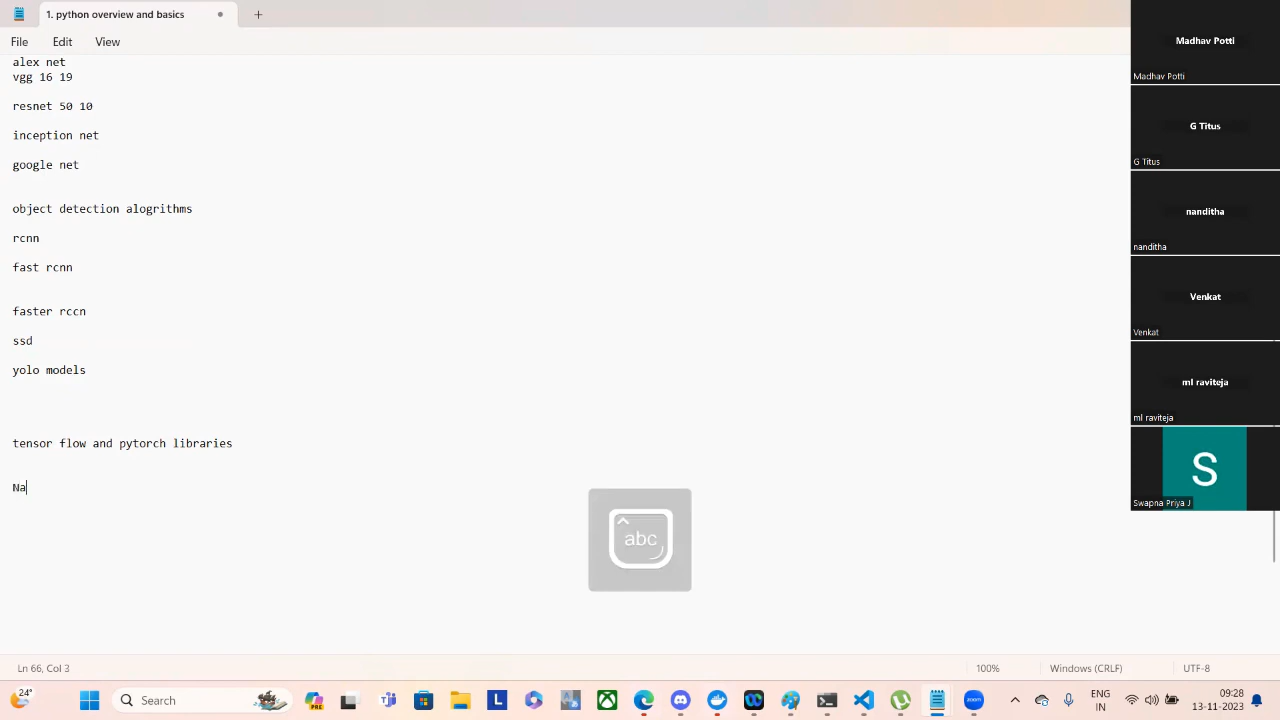 1. python overview and basics
File Edit View
alex net
vgg 16 19
resnet 50 10
inception net
google net
object detection alogrithms
rcnn
fast rcnn
faster rccn
ssd
yolo models
tensor flow and pytorch libraries
Na
abc
Madhav Potti
Madhav Potti
G Titus
G Titus
nanditha
nanditha
Venkat
Venkat
ml raviteja
ml raviteja
S
Swapna Priya J
Ln 66, Col 3
100%
Windows (CRLF)
UTF-8
24°
Search
PRE
L
ENG
IN
09:28
13-11-2023
zoom